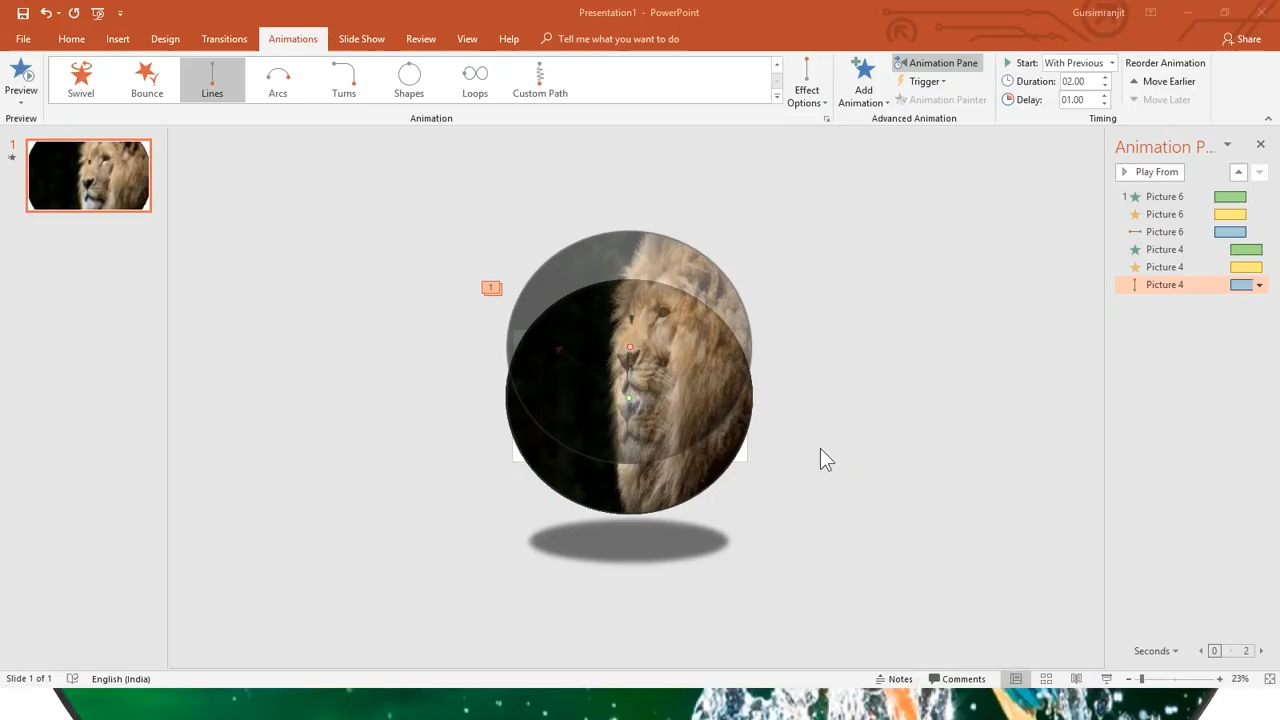 Presentation1 - PowerPoint
Gursimranjit
File Home Insert Design Transitions Animations Slide Show Review View Help Tell me what you want to do Share
Preview
Swivel Bounce Lines Arcs Turns Shapes Loops Custom Path
Effect Options
Add Animation
Animation Pane
Trigger
Animation Painter
Start: With Previous
Duration: 02.00
Delay: 01.00
Reorder Animation
Move Earlier
Move Later
Preview Animation Advanced Animation Timing
1
Animation P...
Play From
1 Picture 6
Picture 6
Picture 6
Picture 4
Picture 4
Picture 4
1
Seconds 0 2
Slide 1 of 1 English (India) Notes Comments 23%